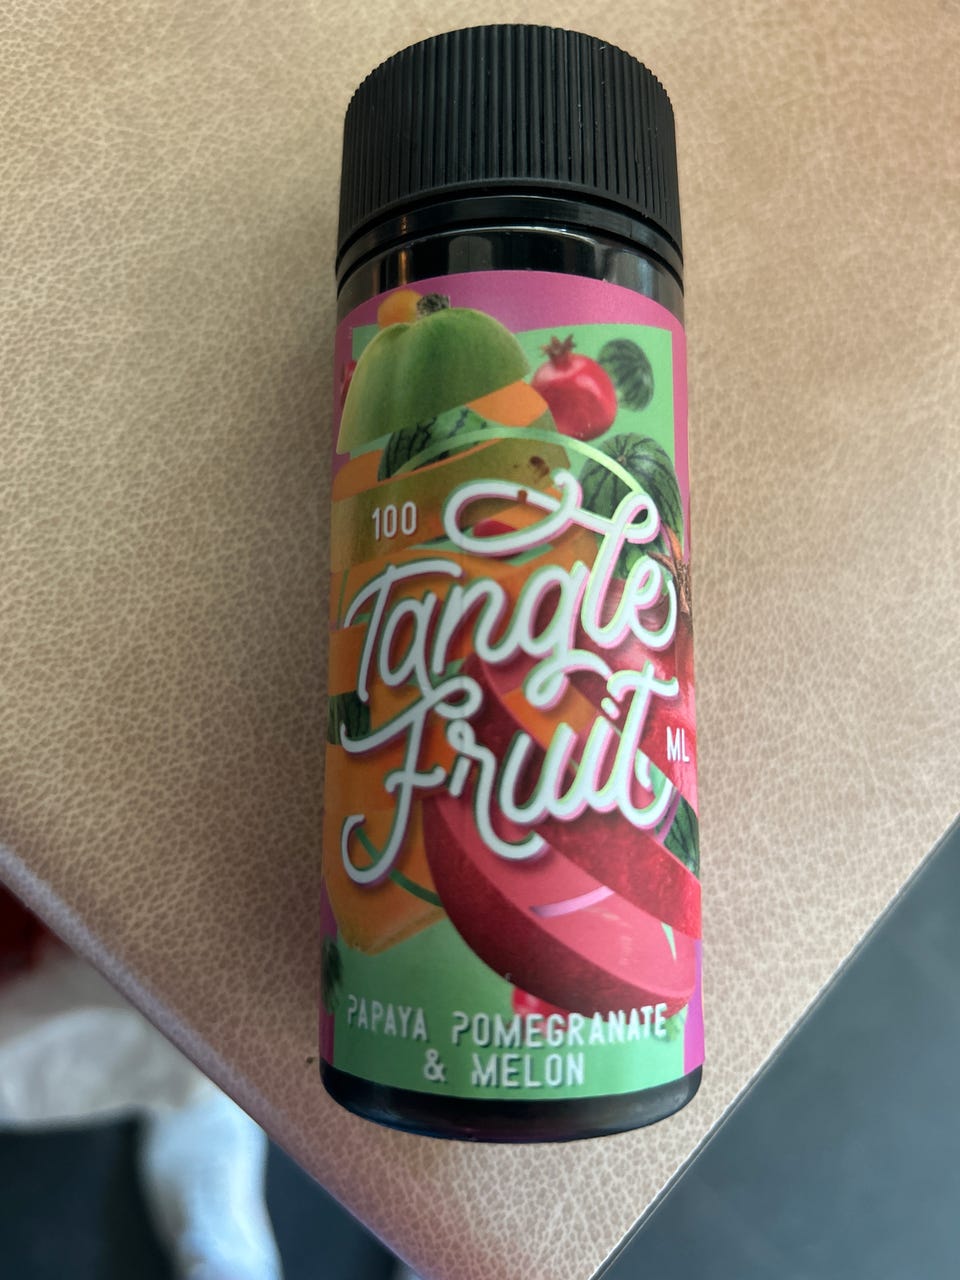 100
Tangle
Fruit
ML
PAPAYA POMEGRANATE
& MELON